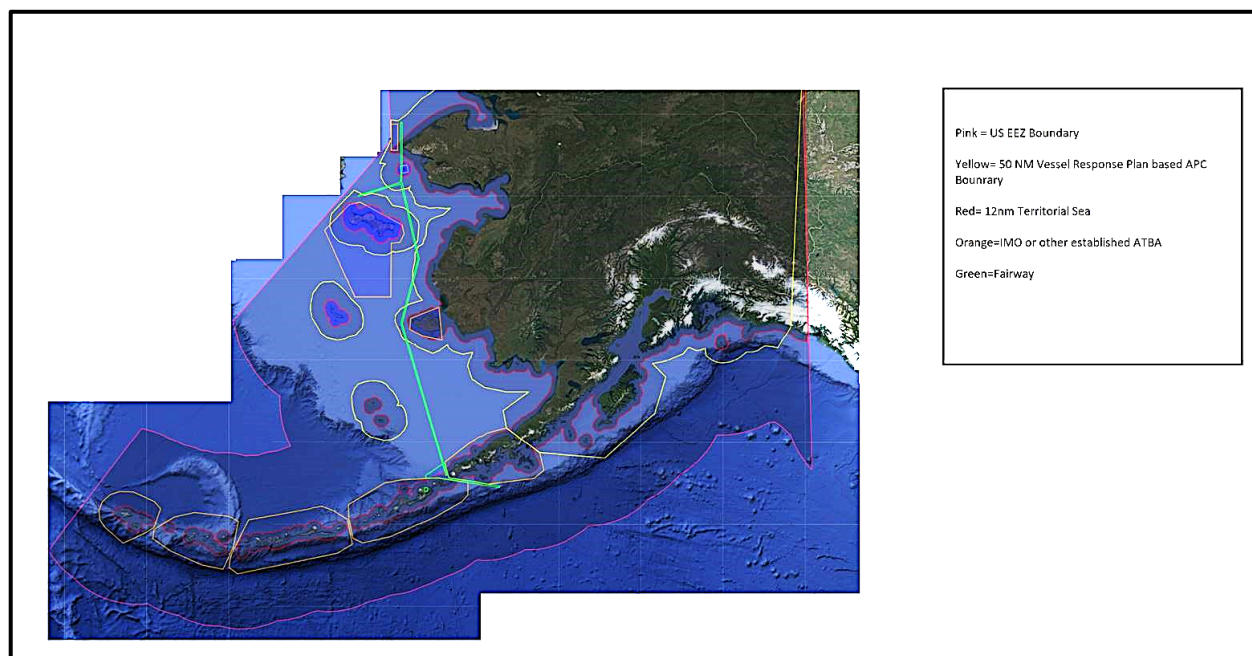 Pink = US EEZ Boundary
Yellow= 50 NM Vessel Response Plan based APC
Bounrary
Red= 12nm Territorial Sea
Orange=IMO or other established ATBA
Green=Fairway